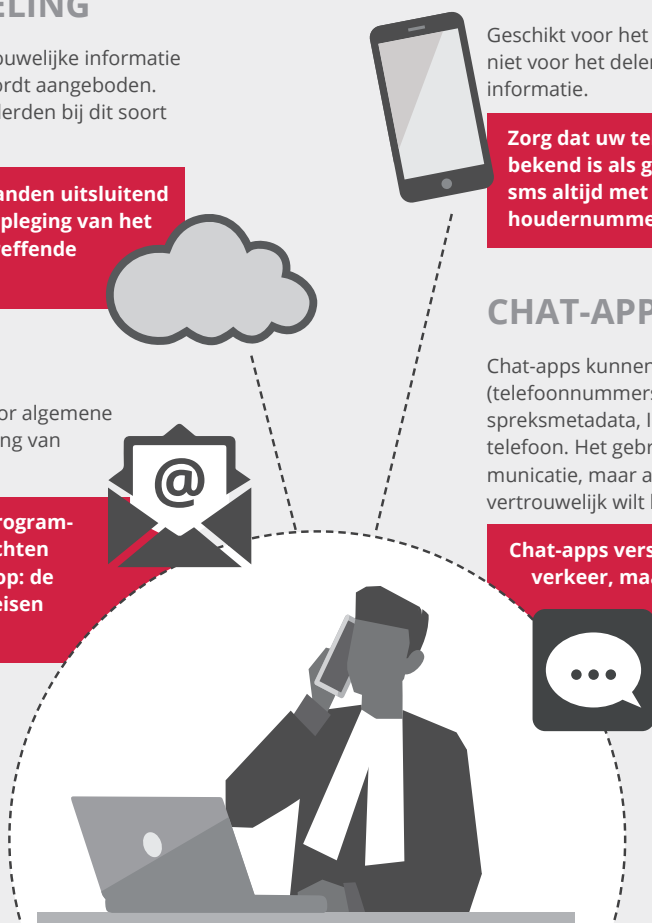 ELING
ouwelijke informatie
ordt aangeboden.
lerden bij dit soort
anden uitsluitend
pleging van het
effende
or algemene
ng van
rogram-
chten
op: de
eisen
@
Geschikt voor het
niet voor het delen
informatie.
Zorg dat uw te
bekend is als g
sms altijd met
houdernumme
CHAT-APP
Chat-apps kunnen
(telefoonnummers
spreksmetadata, I
telefoon. Het gebr
municatie, maar a
vertrouwelijk wilt
Chat-apps vers
verkeer, maa